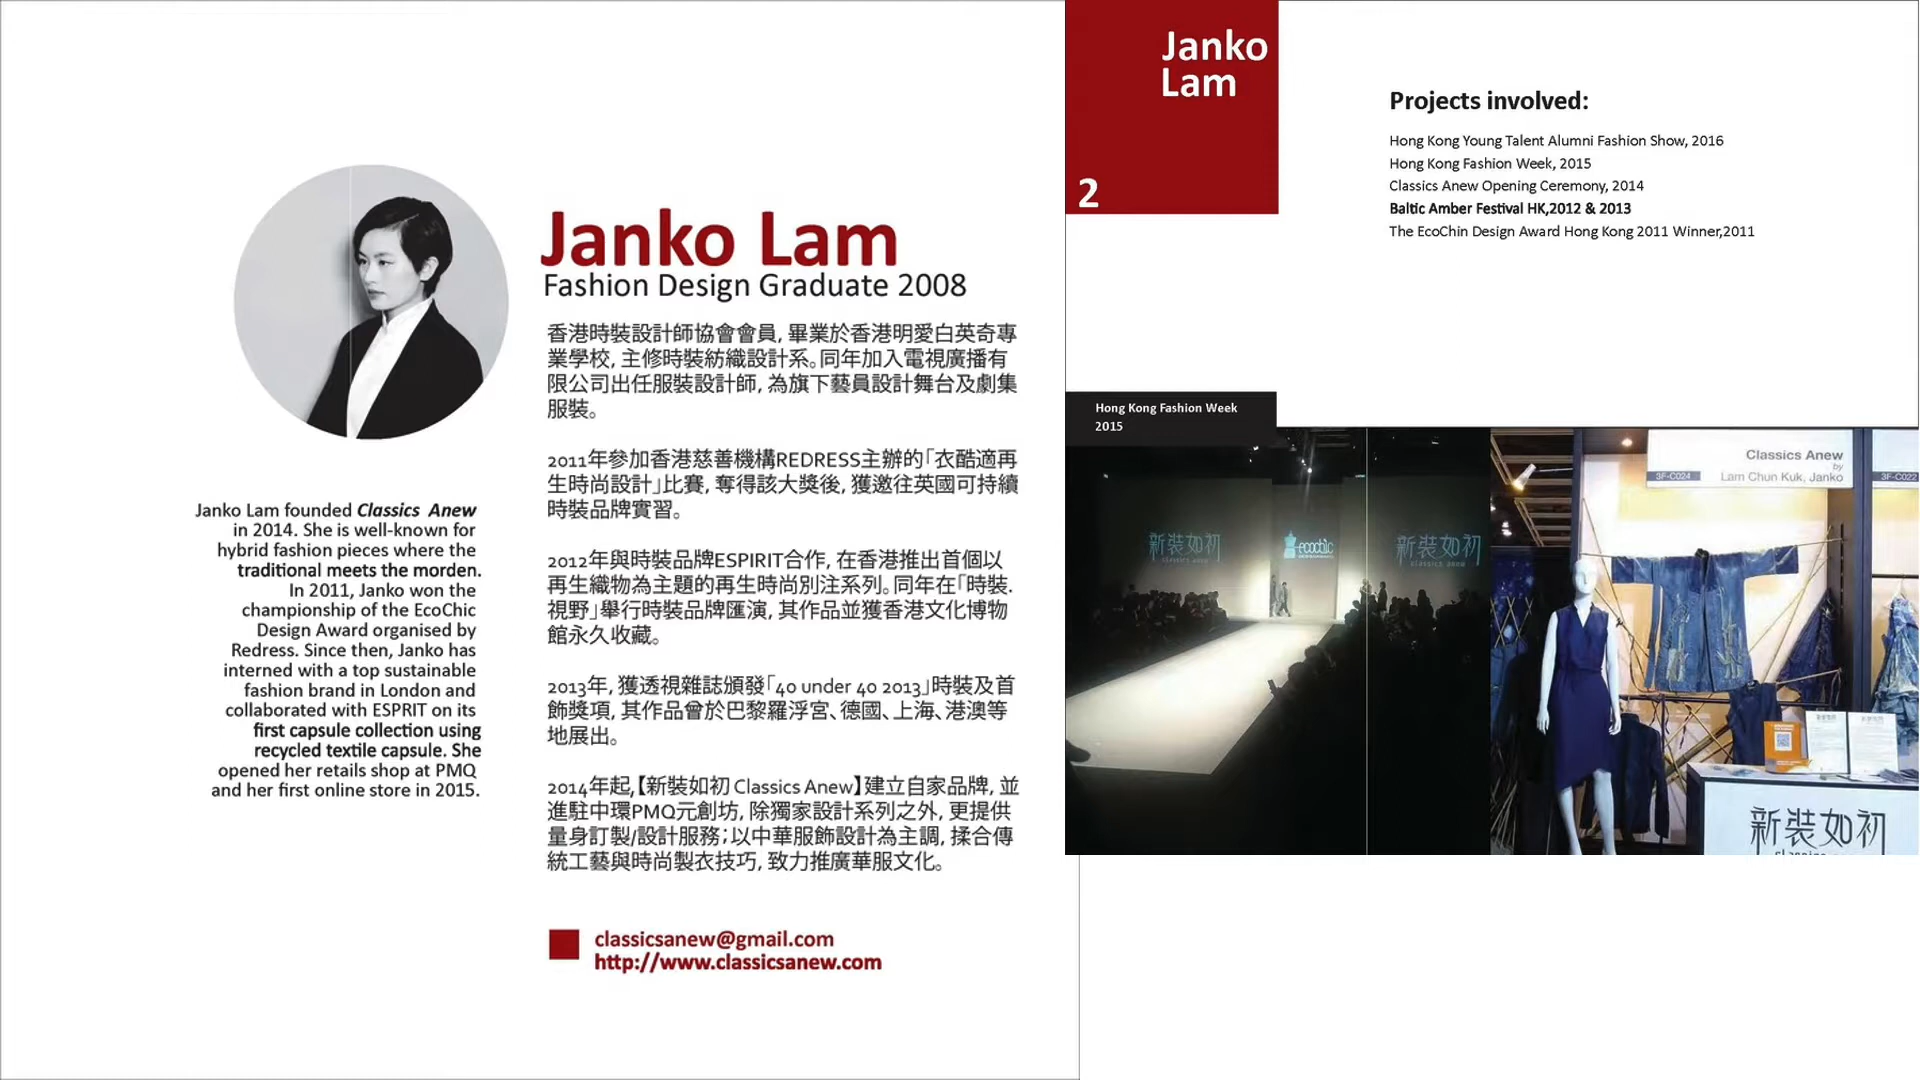 Janko Lam
Fashion Design Graduate 2008
香港時裝設計師協會會員, 畢業於香港明愛白英奇專
業學校, 主修時裝紡織設計系。同年加入電視廣播有
限公司出任服裝設計師, 為旗下藝員設計舞台及劇集
服裝。
2011年參加香港慈善機構REDRESS主辦的「衣酷適再
生時尚設計」比賽, 奪得該大獎後, 獲邀往英國可持續
時裝品牌實習。
2012年與時裝品牌ESPIRIT合作, 在香港推出首個以
再生織物為主題的再生時尚別注系列。同年在「時裝.
視野」舉行時裝品牌匯演, 其作品並獲香港文化博物
館永久收藏。
2013年, 獲透視雜誌頒發「40 under 40 2013」時裝及首
飾獎項, 其作品曾於巴黎羅浮宮、德國、上海、港澳等
地展出。
2014年起,【新裝如初 Classics Anew】建立自家品牌, 並
進駐中環PMQ元創坊, 除獨家設計系列之外, 更提供
量身訂製/設計服務；以中華服飾設計為主調, 揉合傳
統工藝與時尚製衣技巧, 致力推廣華服文化。
classicsanew@gmail.com
http://www.classicsanew.com
Janko Lam founded Classics Anew
in 2014. She is well-known for
hybrid fashion pieces where the
traditional meets the morden.
In 2011, Janko won the
championship of the EcoChic
Design Award organised by
Redress. Since then, Janko has
interned with a top sustainable
fashion brand in London and
collaborated with ESPRIT on its
first capsule collection using
recycled textile capsule. She
opened her retails shop at PMQ
and her first online store in 2015.
Janko
Lam
2
Projects involved:
Hong Kong Young Talent Alumni Fashion Show, 2016
Hong Kong Fashion Week, 2015
Classics Anew Opening Ceremony, 2014
Baltic Amber Festival HK,2012 & 2013
The EcoChin Design Award Hong Kong 2011 Winner,2011
Hong Kong Fashion Week
2015
新裝如初
classics anew
ecochic
新裝如初
classics anew
Classics Anew
by
Lam Chun Kuk, Janko
3F-C024
3F-C022
新裝如初